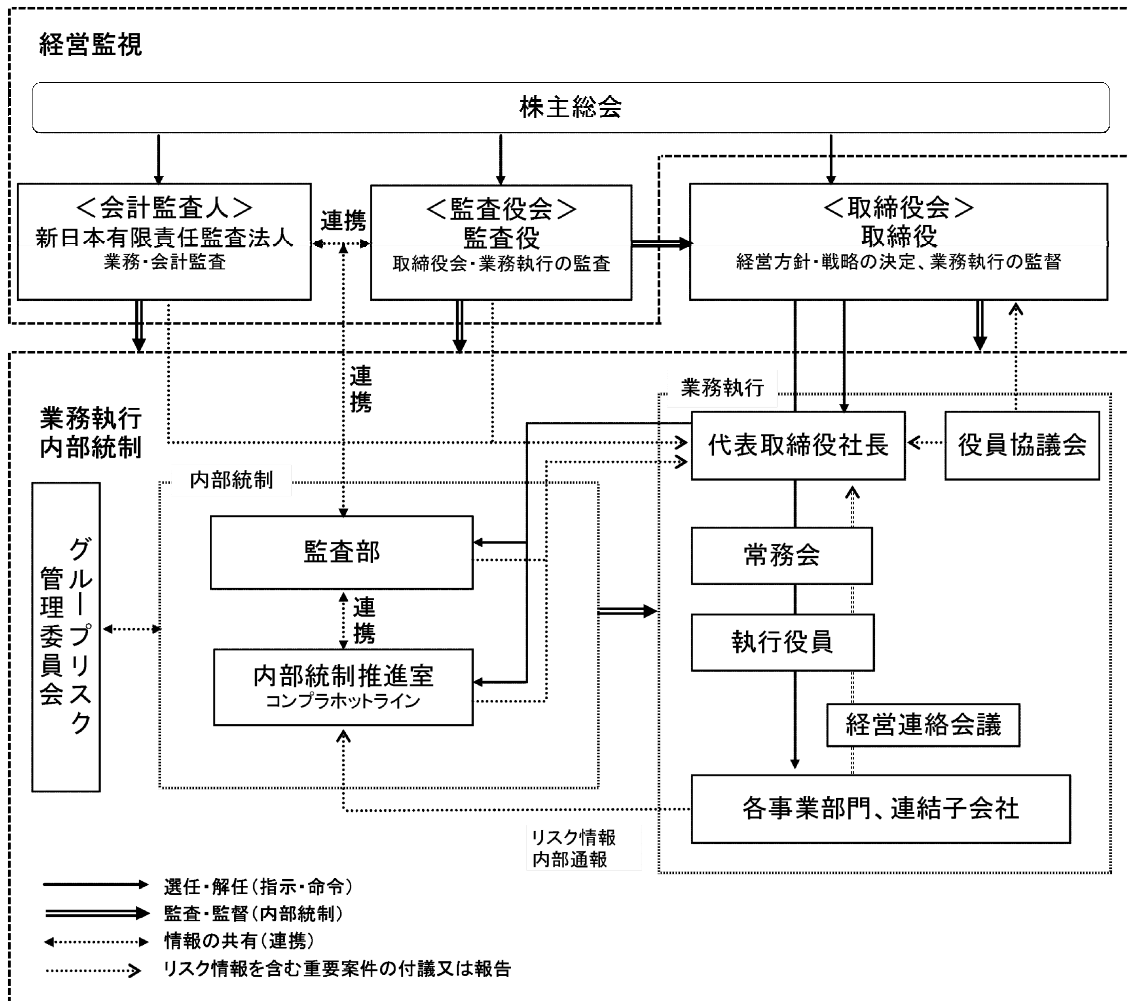 経営監視
株主総会
＜会計監査人＞
新日本有限責任監査法人
業務・会計監査
連携
＜監査役会＞
監査役
取締役会・業務執行の監査
＜取締役会＞
取締役
経営方針・戦略の決定、業務執行の監督
連携
業務執行
内部統制
業務執行
代表取締役社長
役員協議会
内部統制
監査部
常務会
連携
グループリスク
管理委員会
執行役員
内部統制推進室
コンプラホットライン
経営連絡会議
各事業部門、連結子会社
リスク情報
内部通報
選任・解任（指示・命令）
監査・監督（内部統制）
情報の共有（連携）
リスク情報を含む重要案件の付議又は報告